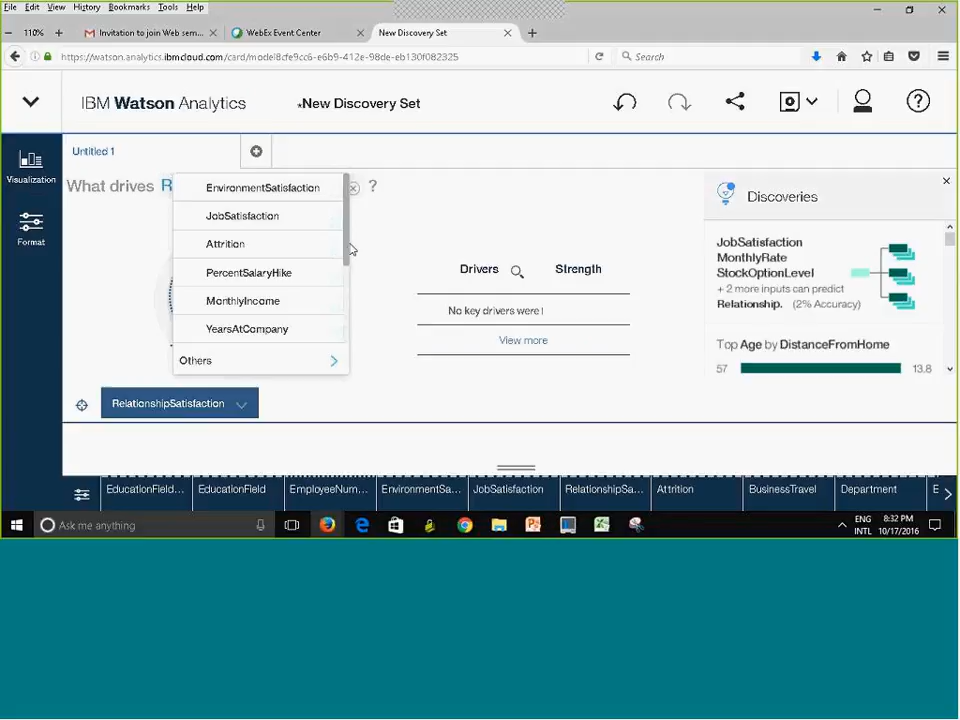 File Edit View History Bookmarks Tools Help
110% Invitation to join Web sem... WebEx Event Center New Discovery Set
https://watson.analytics.ibmcloud.com/card/model8cfe9cc6-e6b9-412e-98de-eb130f082325 Search
IBM Watson Analytics *New Discovery Set
Untitled 1
Visualization
Format
What drives R ?
EnvironmentSatisfaction
JobSatisfaction
Attrition
PercentSalaryHike
MonthlyIncome
YearsAtCompany
Others
Drivers Strength
No key drivers were
View more
Discoveries
JobSatisfaction
MonthlyRate
StockOptionLevel
+ 2 more inputs can predict
Relationship. (2% Accuracy)
Top Age by DistanceFromHome
57 13.8
RelationshipSatisfaction
EducationField... EducationField EmployeeNum... EnvironmentSa... JobSatisfaction RelationshipSa... Attrition BusinessTravel Department E
Ask me anything
ENG 8:32 PM
INTL 10/17/2016